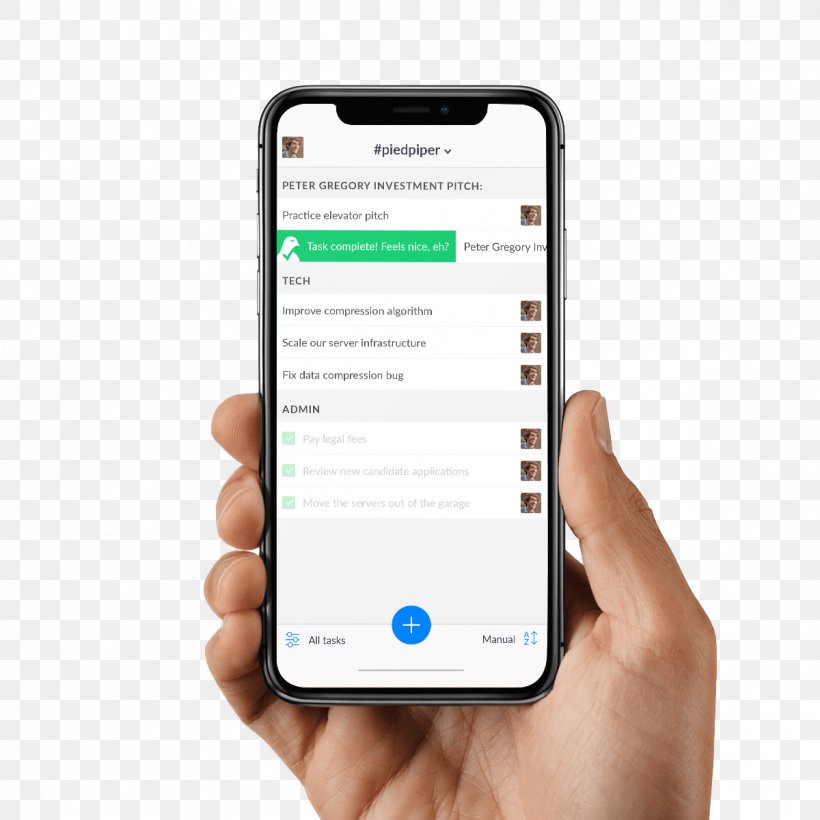 #piedpiper
PETER GREGORY INVESTMENT PITCH:
Practice elevator pitch
Task complete! Feels nice, eh? Peter Gregory Inv
TECH
Improve compression algorithm
Scale our server infrastructure
Fix data compression bug
ADMIN
Pay legal fees
Review new candidate applications
Move the servers out of the garage
All tasks Manual AZ